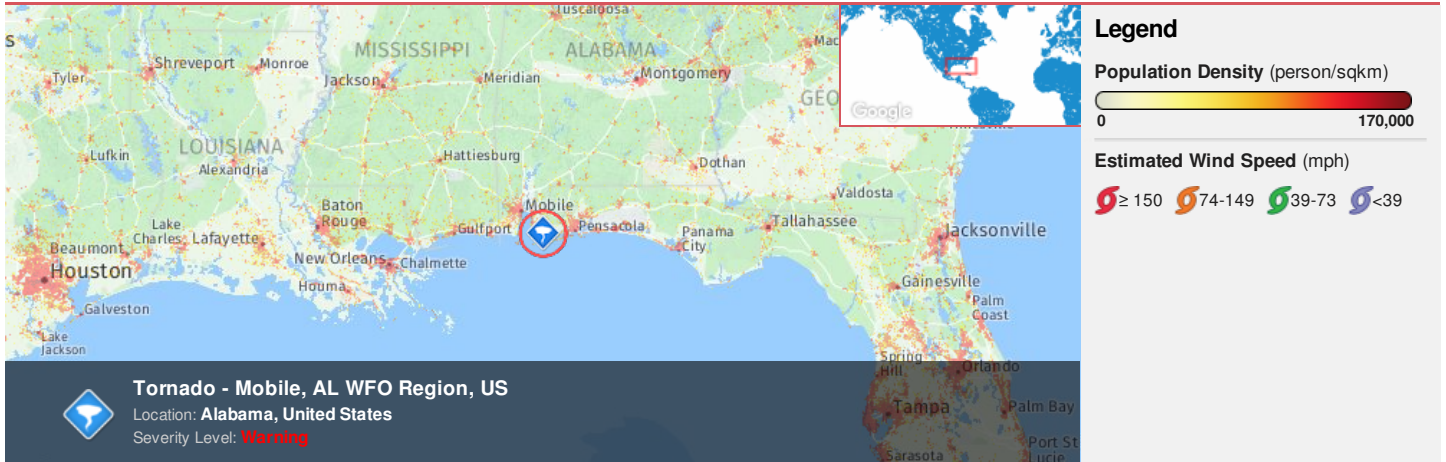 Tuscaloosa
MISSISSIPPI
ALABAMA
Mac
Shreveport
Monroe
Tyler
Jackson
Meridian
Montgomery
GEO
Google
LOUISIANA
Lufkin
Alexandria
Hattiesburg
Dothan
Valdosta
Baton
Rouge
Mobile
Lake
Charles
Lafayette
Gulfport
Pensacola
Panama
City
Tallahassee
Jacksonville
Beaumont
Houston
New Orleans
Chalmette
Houma
Gainesville
Palm
Coast
Galveston
Lake
Jackson
Spring
Hill
Orlando
Tampa
Palm Bay
Port St
Lucie
Sarasota
Tornado - Mobile, AL WFO Region, US
Location: Alabama, United States
Severity Level: Warning
Legend
Population Density (person/sqkm)
0 170,000
Estimated Wind Speed (mph)
≥ 150 74-149 39-73 <39